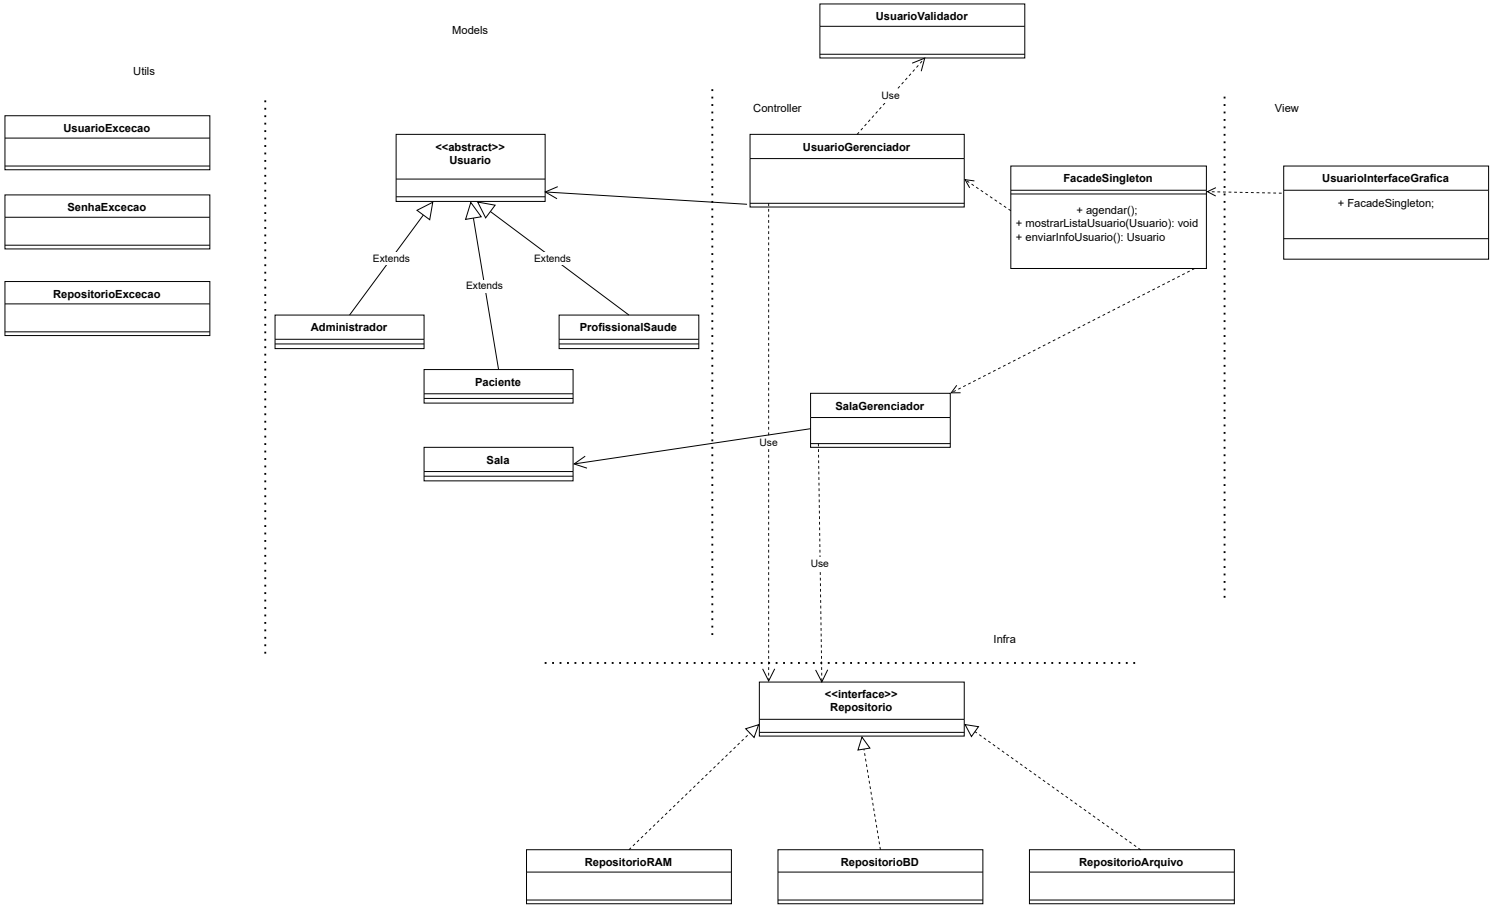 UsuarioValidador
Models
Utils
Use
Controller
View
UsuarioExcecao
<<abstract>>
Usuario
UsuarioGerenciador
FacadeSingleton
+ agendar();
+ mostrarListaUsuario(Usuario): void
+ enviarInfoUsuario(): Usuario
UsuarioInterfaceGrafica
+ FacadeSingleton;
SenhaExcecao
Extends
Extends
Extends
RepositorioExcecao
Administrador
ProfissionalSaude
Paciente
SalaGerenciador
Use
Sala
Use
Infra
<<interface>>
Repositorio
RepositorioRAM
RepositorioBD
RepositorioArquivo